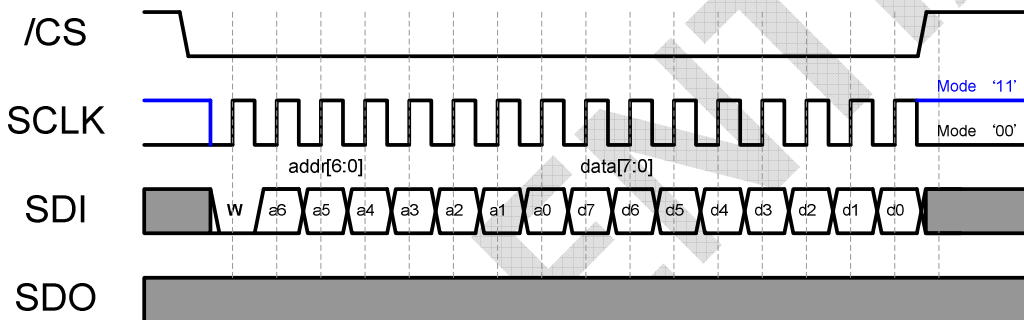 /CS
Mode ‘11’
SCLK
Mode ‘00’
addr[6:0] data[7:0]
SDI W a6 a5 a4 a3 a2 a1 a0 d7 d6 d5 d4 d3 d2 d1 d0
SDO